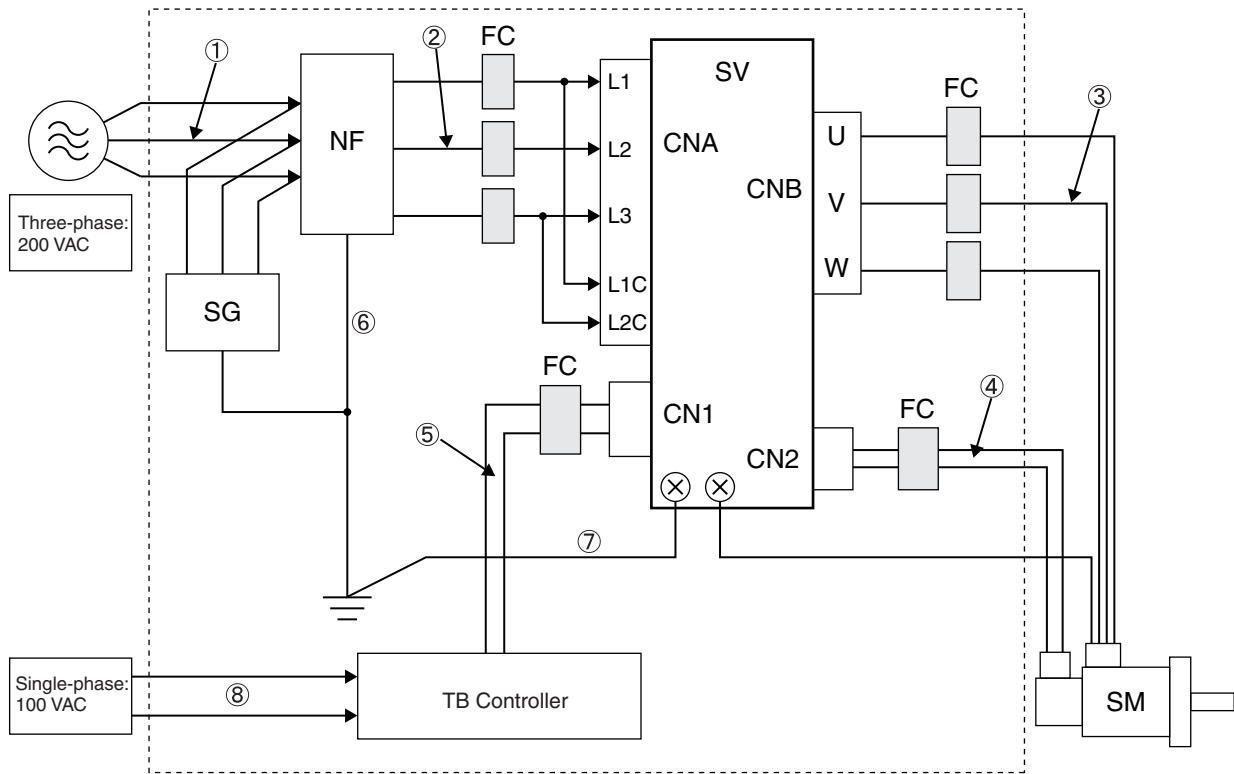 ①
②
FC
SV
FC
③
L1
NF
CNA
U
L2
CNB
V
L3
Three-phase:
200 VAC
W
L1C
SG
⑥
L2C
FC
④
FC
⑤
CN1
CN2
⑦
Single-phase:
100 VAC
⑧
TB Controller
SM